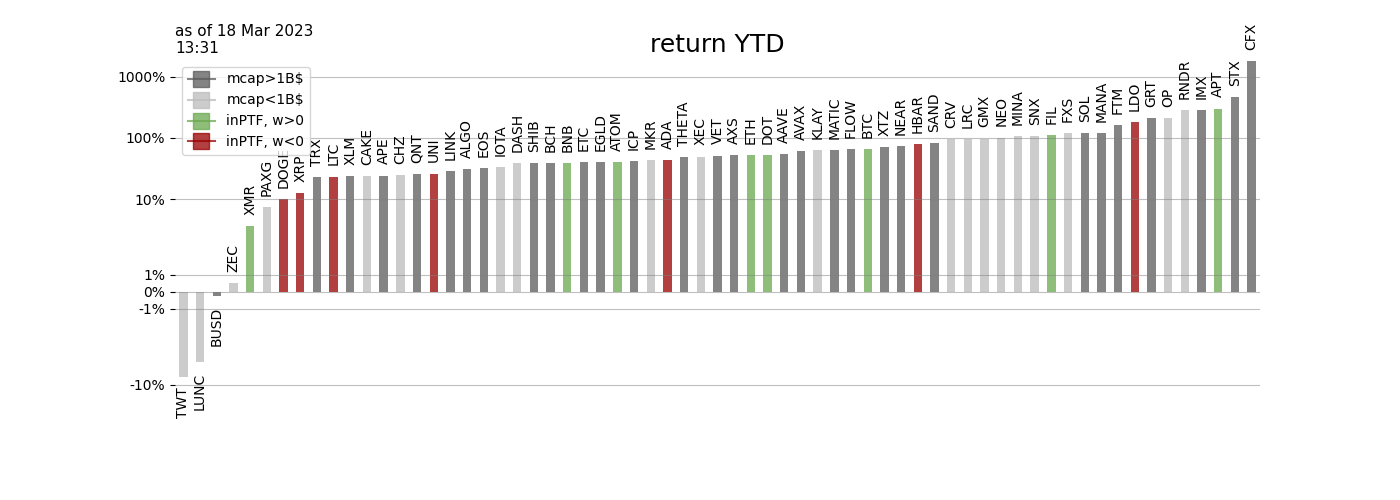 as of 18 Mar 2023
13:31
return YTD
mcap>1B$
mcap<1B$
inPTF, w>0
inPTF, w<0
1000%
100%
10%
1%
0%
-1%
-10%
TWT
LUNC
BUSD
ZEC
XMR
PAXG
DOGE
XRP
TRX
LTC
XLM
CAKE
APE
CHZ
QNT
UNI
LINK
ALGO
EOS
IOTA
DASH
SHIB
BCH
BNB
ETC
EGLD
ATOM
ICP
MKR
ADA
THETA
XEC
VET
AXS
ETH
DOT
AAVE
AVAX
KLAY
MATIC
FLOW
BTC
XTZ
NEAR
HBAR
SAND
CRV
LRC
GMX
NEO
MINA
SNX
FIL
FXS
SOL
MANA
FTM
LDO
GRT
OP
RNDR
IMX
APT
STX
CFX